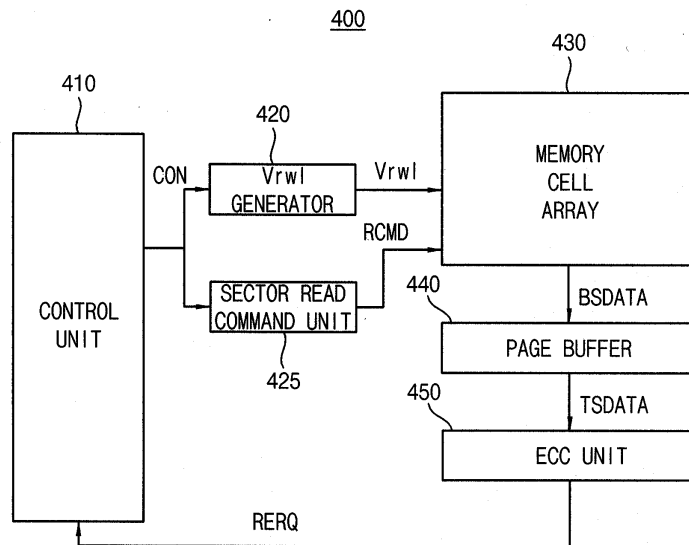 400
410
430
420
CON
Vrwl
GENERATOR
Vrwl
MEMORY
CELL
ARRAY
RCMD
CONTROL
UNIT
SECTOR READ
COMMAND UNIT
425
440
BSDATA
PAGE BUFFER
450
TSDATA
ECC UNIT
RERQ